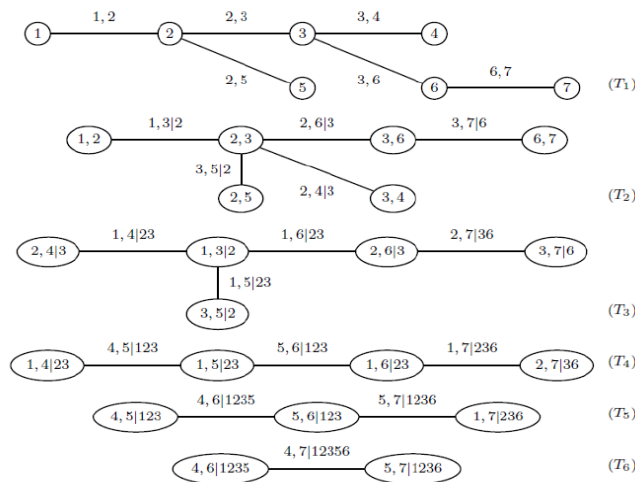 1,2 2,3 3,4
1 2 3 4
2,5 3,6 6,7
5 6 7 (T1)
1,3|2 2,6|3 3,7|6
1,2 2,3 3,6 6,7
3,5|2 2,4|3
2,5 3,4 (T2)
1,4|23 1,6|23 2,7|36
2,4|3 1,3|2 2,6|3 3,7|6
1,5|23
3,5|2 (T3)
4,5|123 5,6|123 1,7|236
1,4|23 1,5|23 1,6|23 2,7|36 (T4)
4,6|1235 5,7|1236
4,5|123 5,6|123 1,7|236 (T5)
4,7|12356
4,6|1235 5,7|1236 (T6)